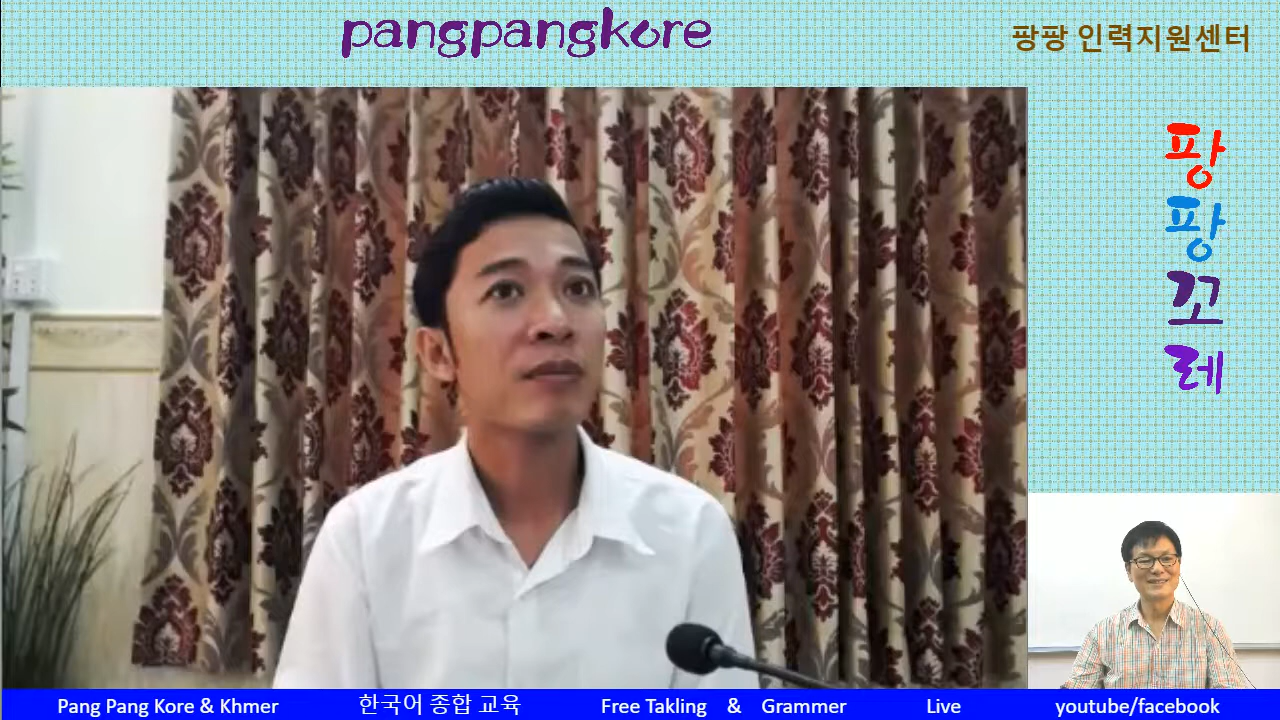 pangpangkore
팡팡 인력지원센터
팡
팡
꼬
레
Pang Pang Kore & Khmer 한국어 종합 교육 Free Takling & Grammer Live youtube/facebook